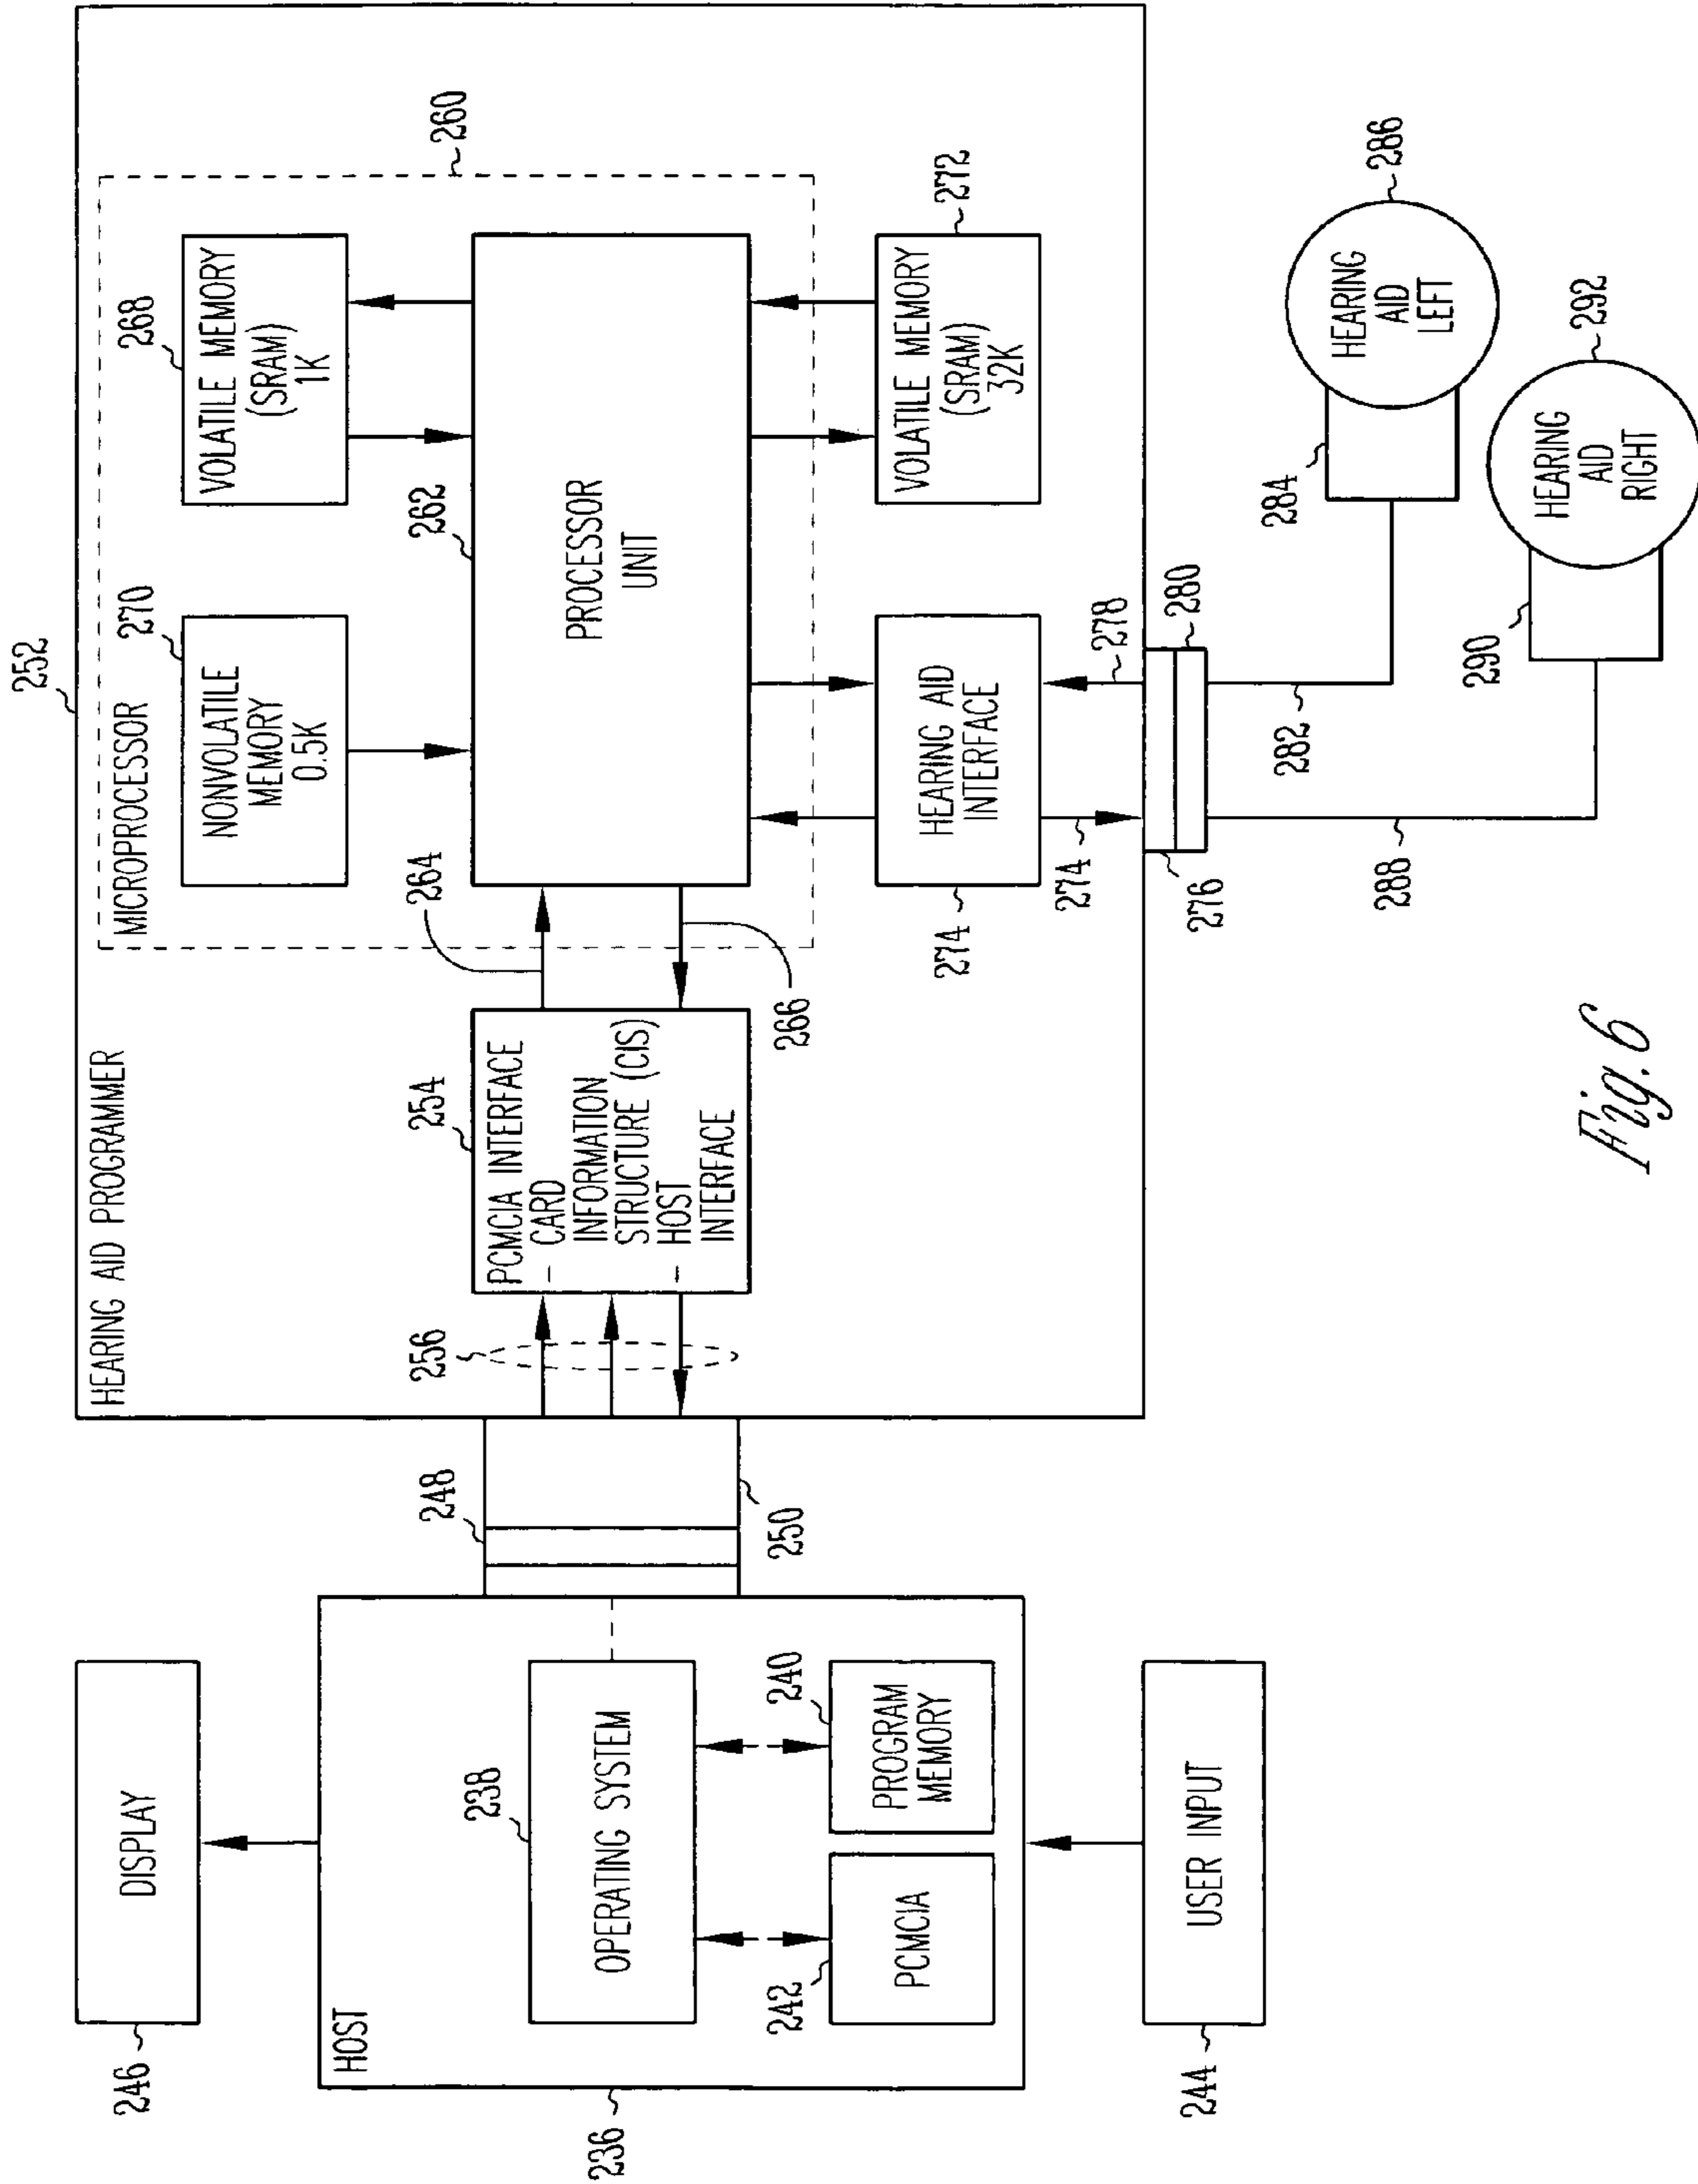 252
HEARING AID PROGRAMMER
MICROPROCESSOR
260
270
NONVOLATILE
MEMORY
0.5K
268
VOLATILE MEMORY
(SRAM)
1K
262
PROCESSOR
UNIT
264
266
254
PCMCIA INTERFACE
– CARD
INFORMATION
STRUCTURE (CIS)
– HOST
INTERFACE
256
272
VOLATILE MEMORY
(SRAM)
32K
274
HEARING AID
INTERFACE
274
278
276
280
282
288
284
HEARING
AID
LEFT
286
290
HEARING
AID
RIGHT
292
248
250
246
DISPLAY
236
HOST
238
OPERATING SYSTEM
242
PCMCIA
240
PROGRAM
MEMORY
244
USER INPUT
Fig. 6